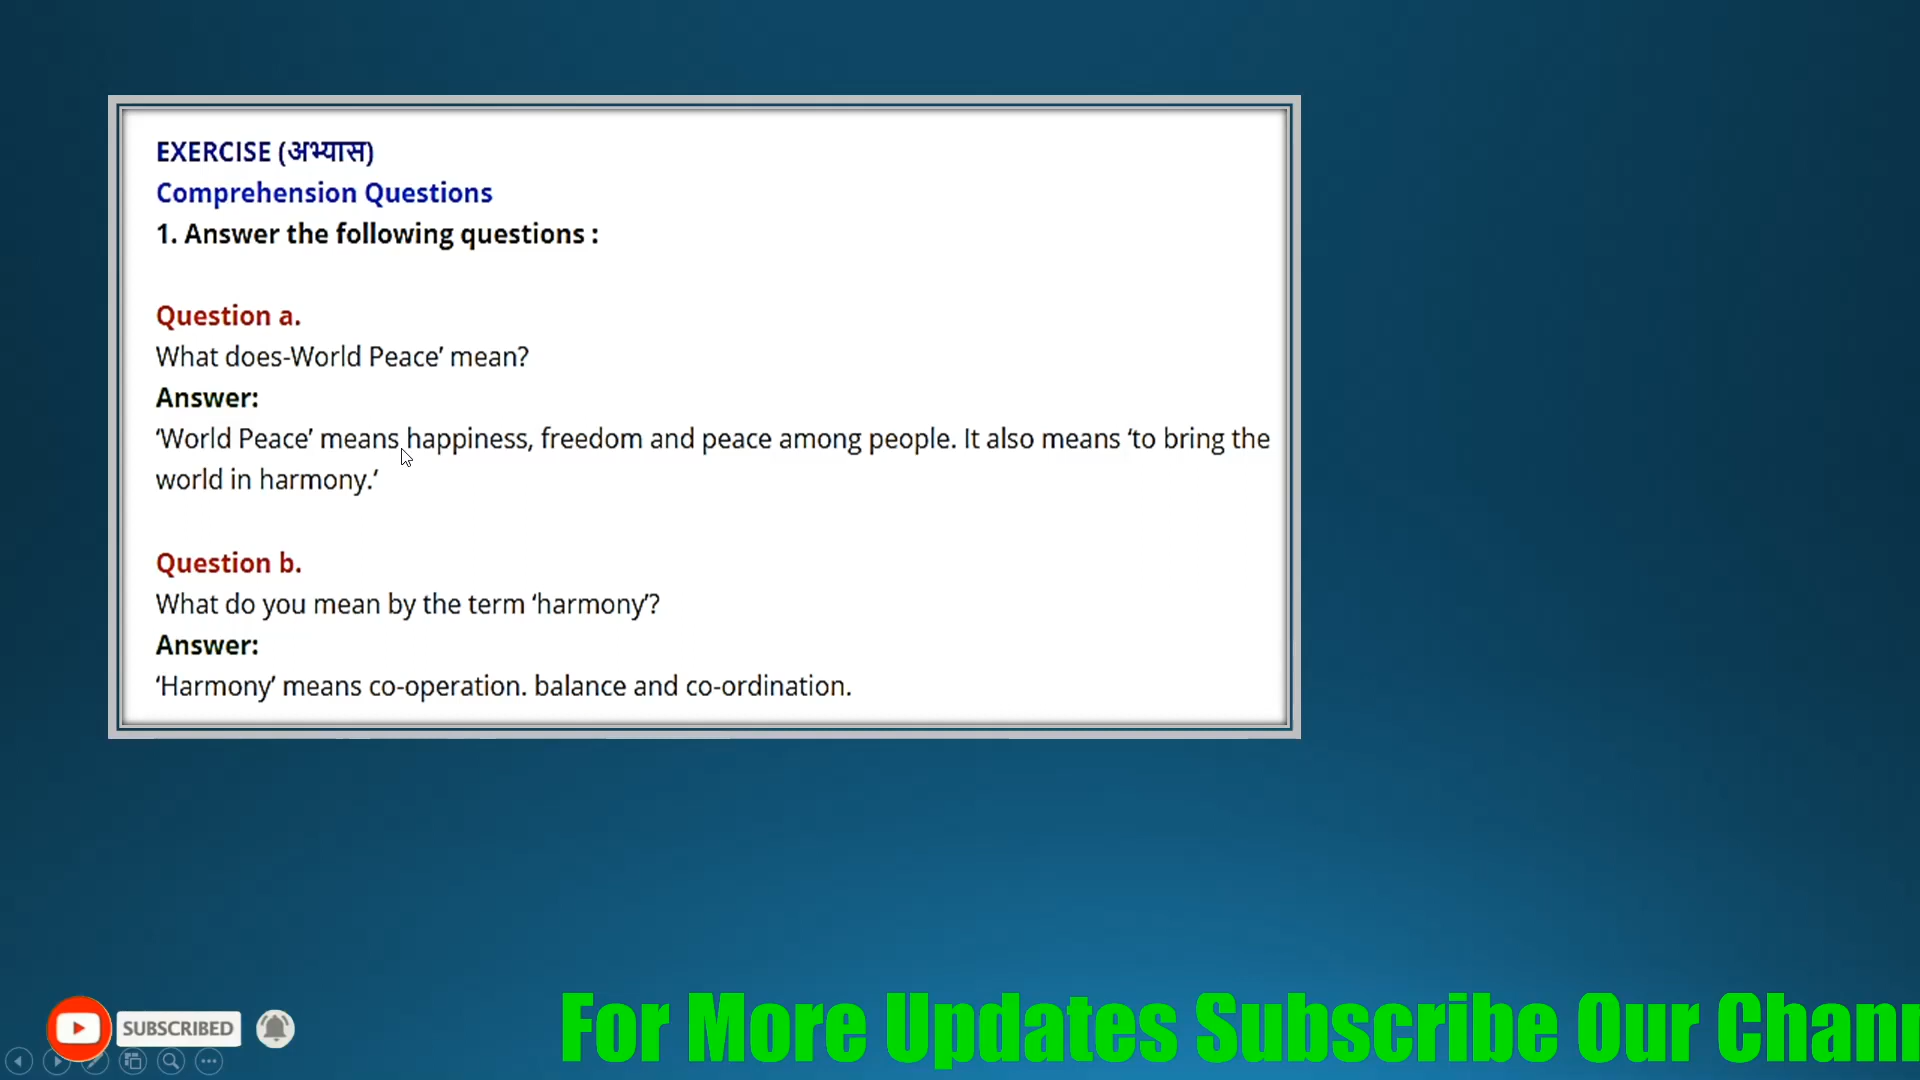 EXERCISE (अभ्यास)
Comprehension Questions
1. Answer the following questions :
Question a.
What does-World Peace’ mean?
Answer:
‘World Peace’ means happiness, freedom and peace among people. It also means ‘to bring the
world in harmony.’
Question b.
What do you mean by the term ‘harmony’?
Answer:
‘Harmony’ means co-operation. balance and co-ordination.
SUBSCRIBED
For More Updates Subscribe Our Chann